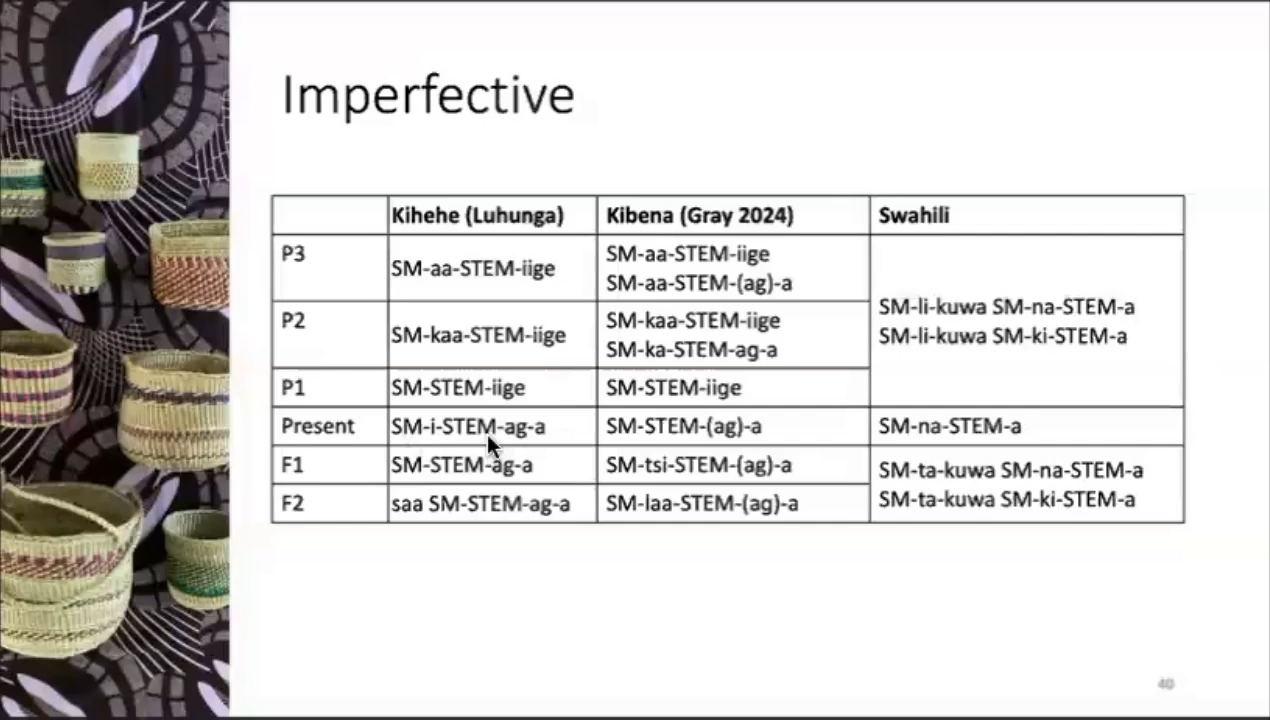 Imperfective
Kihehe (Luhunga) Kibena (Gray 2024) Swahili
P3
SM-aa-STEM-iige
SM-aa-STEM-iige
SM-aa-STEM-(ag)-a
SM-li-kuwa SM-na-STEM-a
SM-li-kuwa SM-ki-STEM-a
P2
SM-kaa-STEM-iige
SM-kaa-STEM-iige
SM-ka-STEM-ag-a
P1 SM-STEM-iige SM-STEM-iige
Present SM-i-STEM-ag-a SM-STEM-(ag)-a SM-na-STEM-a
F1 SM-STEM-ag-a SM-tsi-STEM-(ag)-a
SM-ta-kuwa SM-na-STEM-a
SM-ta-kuwa SM-ki-STEM-a
F2 saa SM-STEM-ag-a SM-laa-STEM-(ag)-a
40